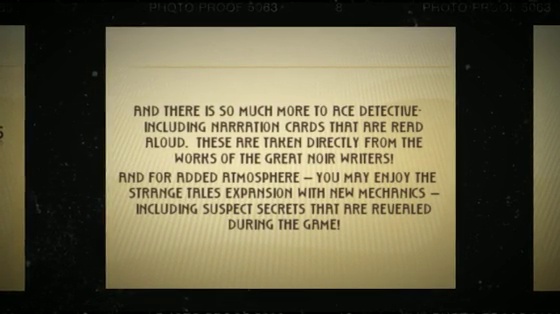 PHOTO PROOF 5063 8 PHOTO PROOF 5063
AND THERE IS SO MUCH MORE TO ACE DETECTIVE-
INCLUDING NARRATION CARDS THAT ARE READ
ALOUD. THESE ARE TAKEN DIRECTLY FROM THE
WORKS OF THE GREAT NOIR WRITERS!
AND FOR ADDED ATMOSPHERE – YOU MAY ENJOY THE
STRANGE TALES EXPANSION WITH NEW MECHANICS –
INCLUDING SUSPECT SECRETS THAT ARE REVEALED
DURING THE GAME!